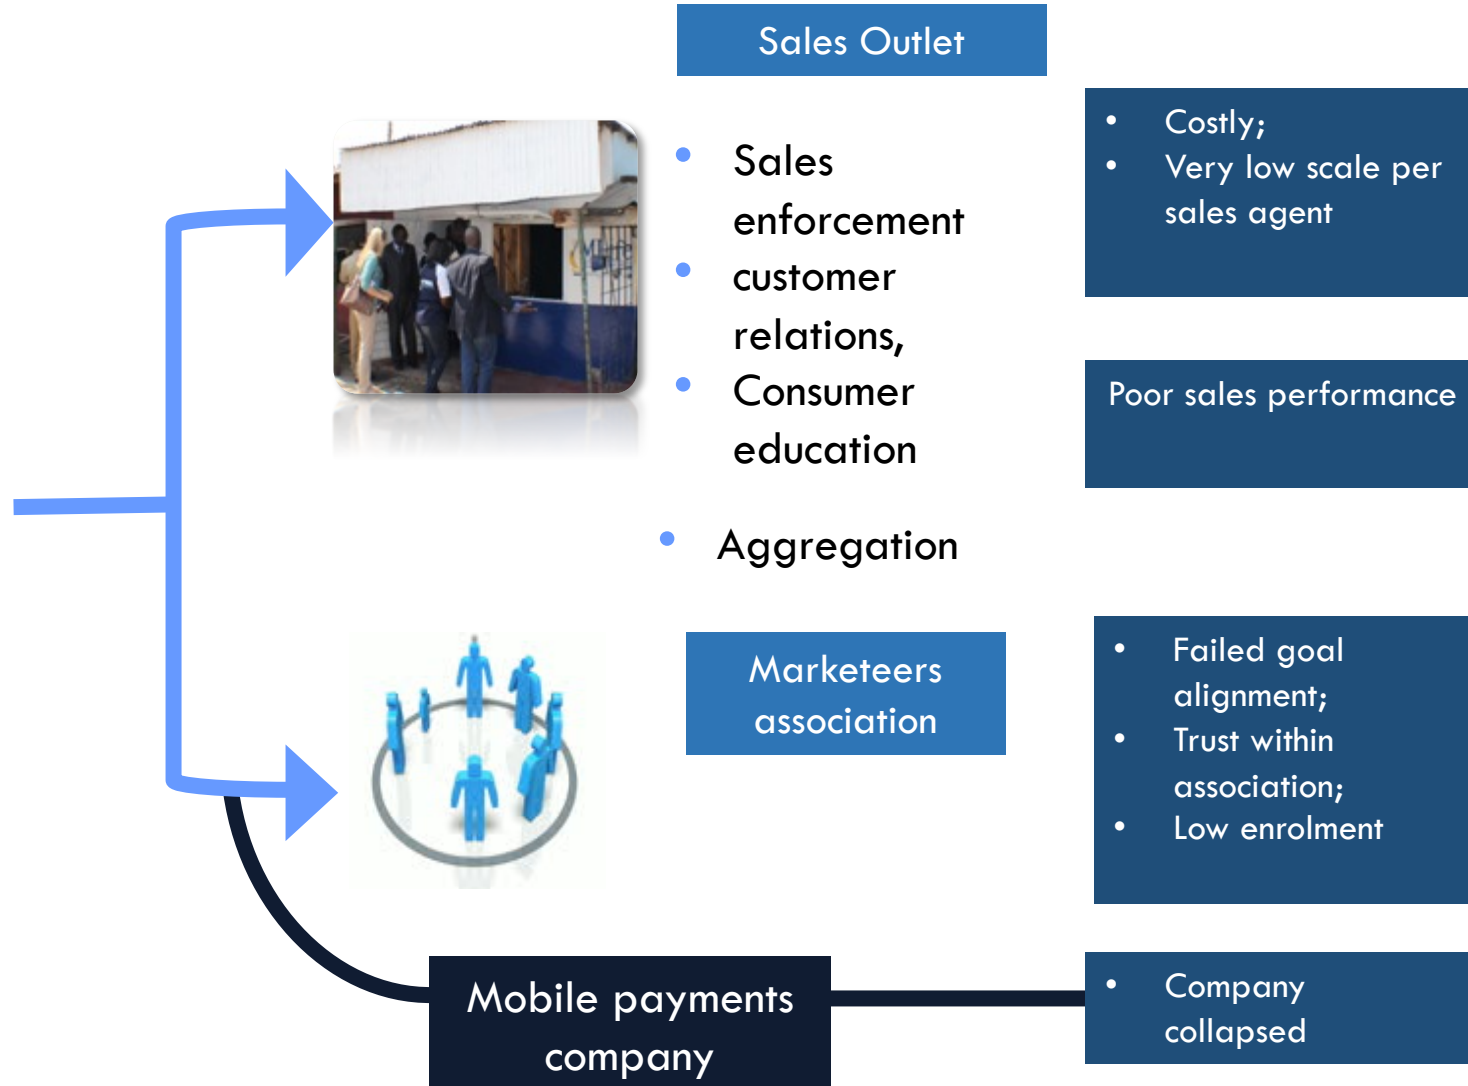 Sales Outlet
Sales
enforcement
customer
relations,
Consumer
education
Aggregation
Costly;
Very low scale per
sales agent
Poor sales performance
Marketeers
association
Failed goal
alignment;
Trust within
association;
Low enrolment
Mobile payments
company
Company
collapsed